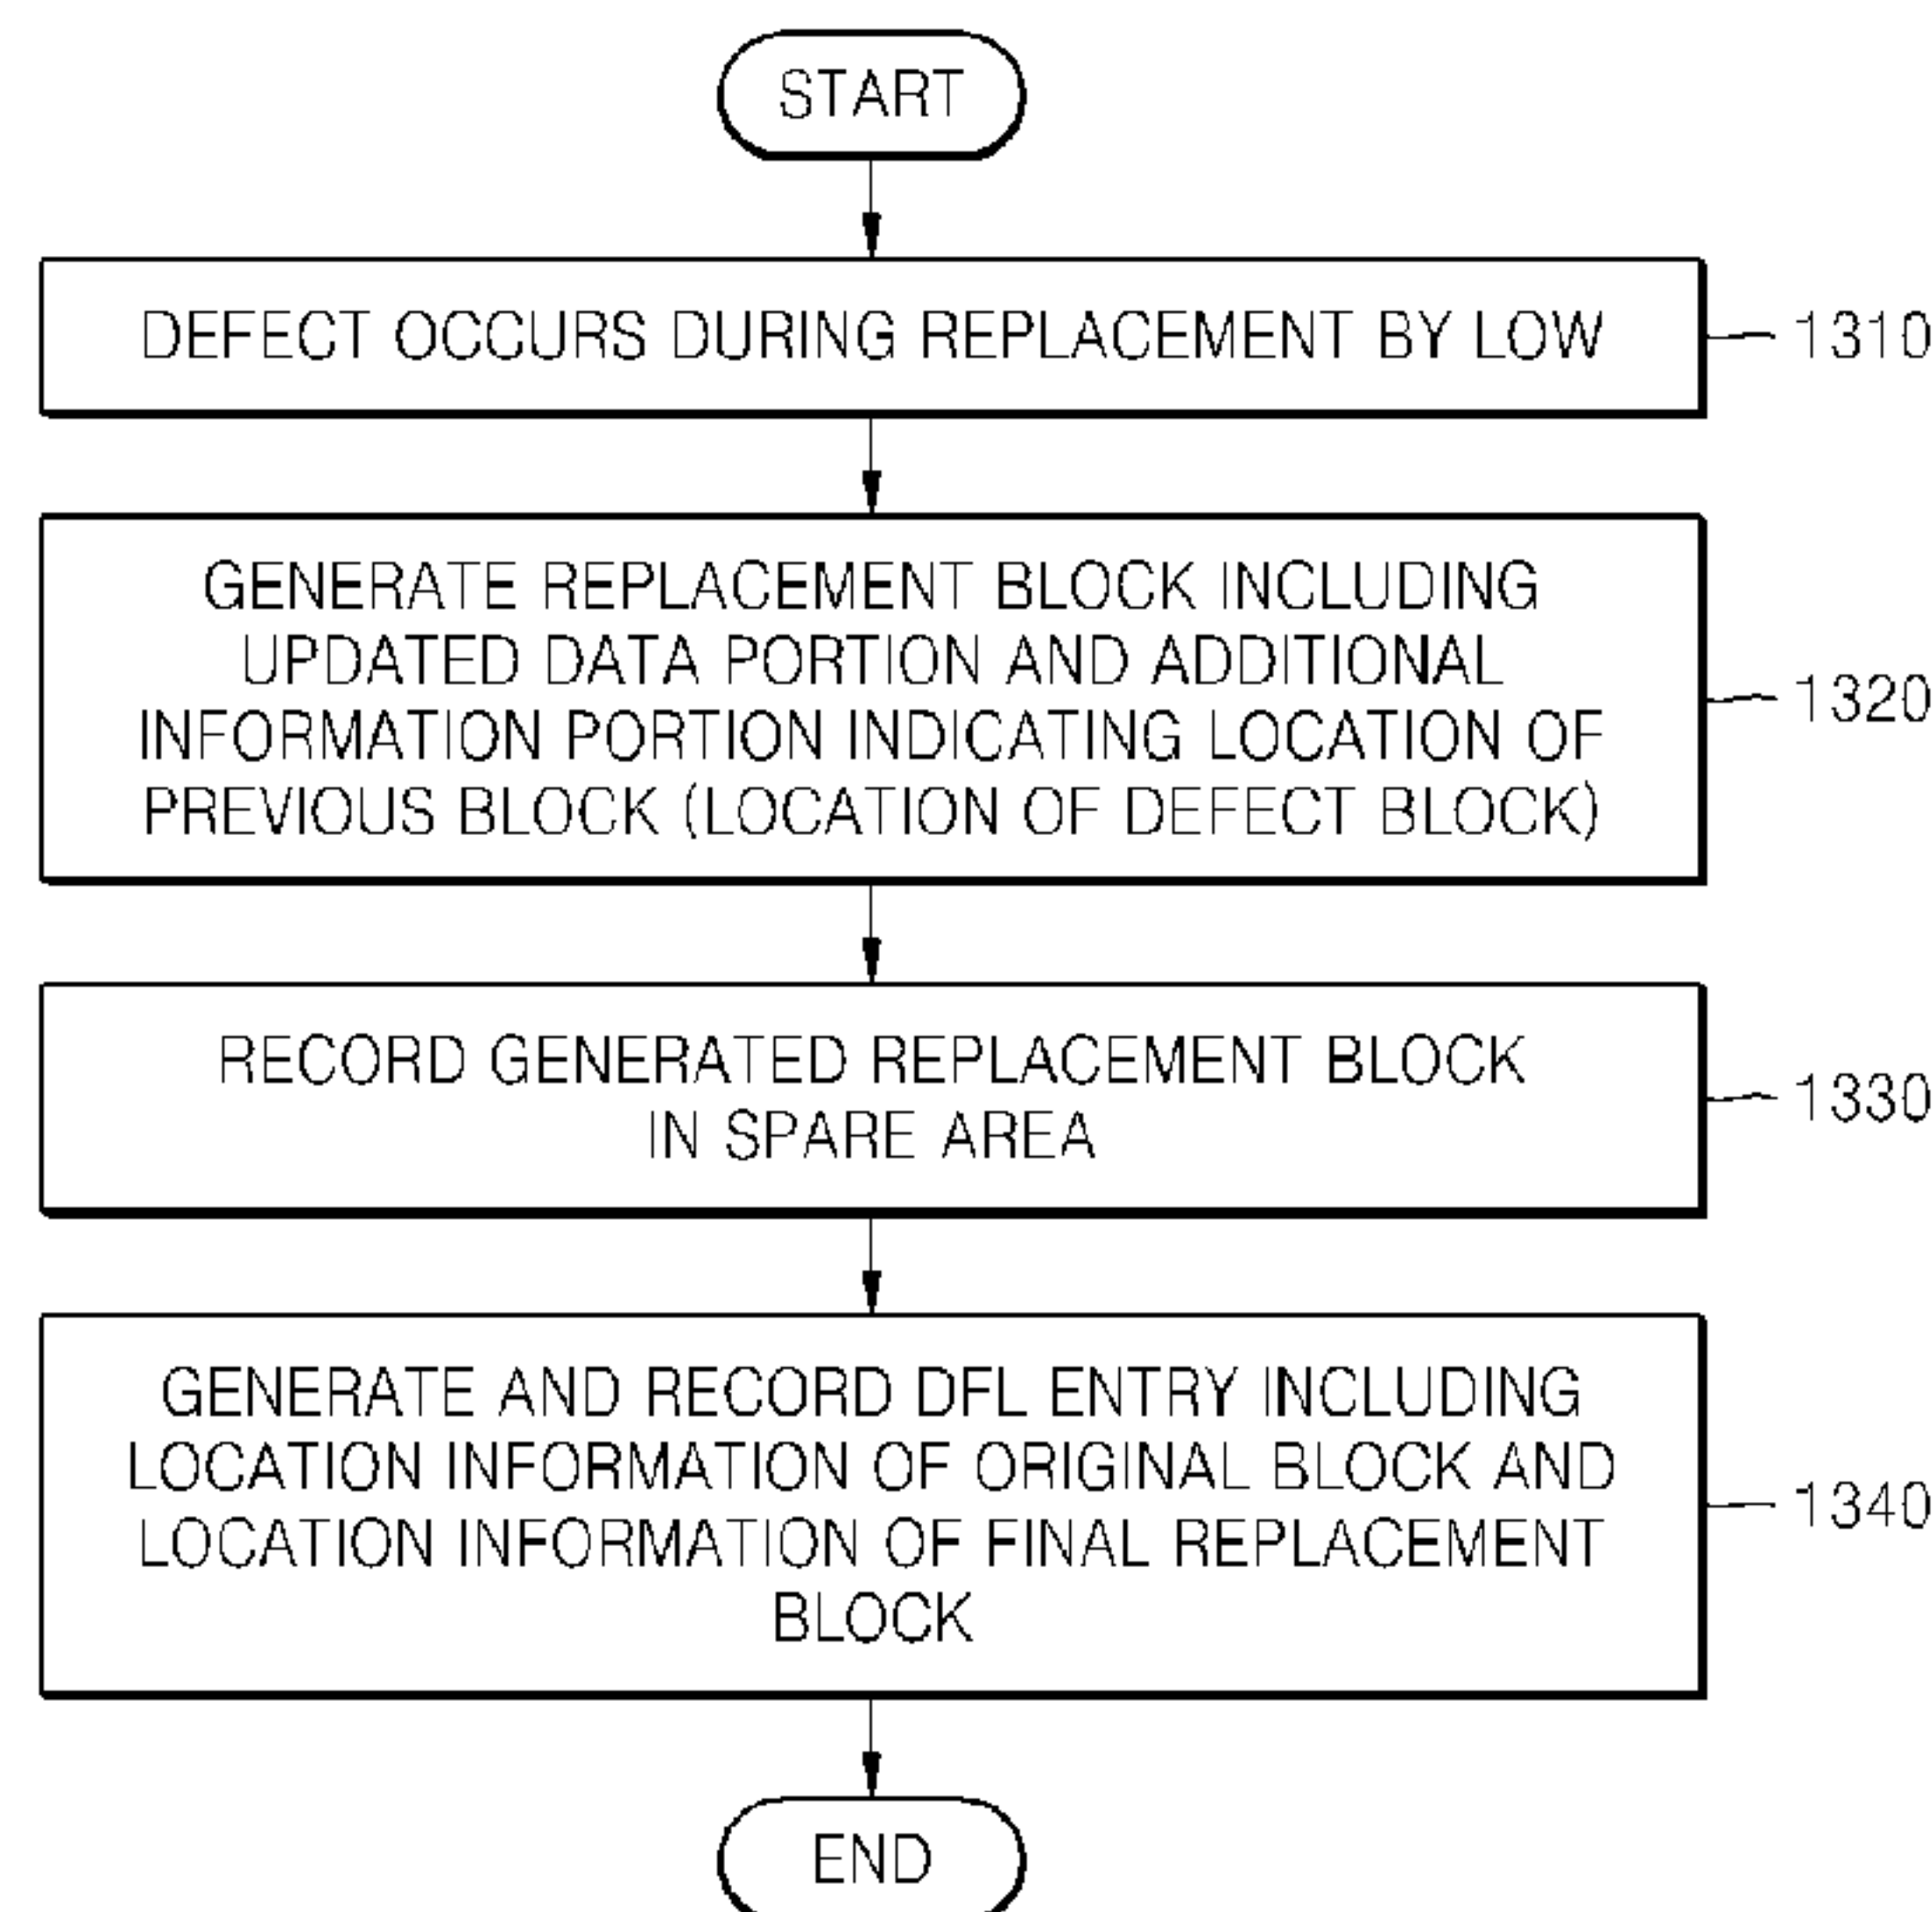 START
DEFECT OCCURS DURING REPLACEMENT BY LOW
1310
GENERATE REPLACEMENT BLOCK INCLUDING
UPDATED DATA PORTION AND ADDITIONAL
INFORMATION PORTION INDICATING LOCATION OF
PREVIOUS BLOCK (LOCATION OF DEFECT BLOCK)
1320
RECORD GENERATED REPLACEMENT BLOCK
IN SPARE AREA
1330
GENERATE AND RECORD DFL ENTRY INCLUDING
LOCATION INFORMATION OF ORIGINAL BLOCK AND
LOCATION INFORMATION OF FINAL REPLACEMENT
BLOCK
1340
END